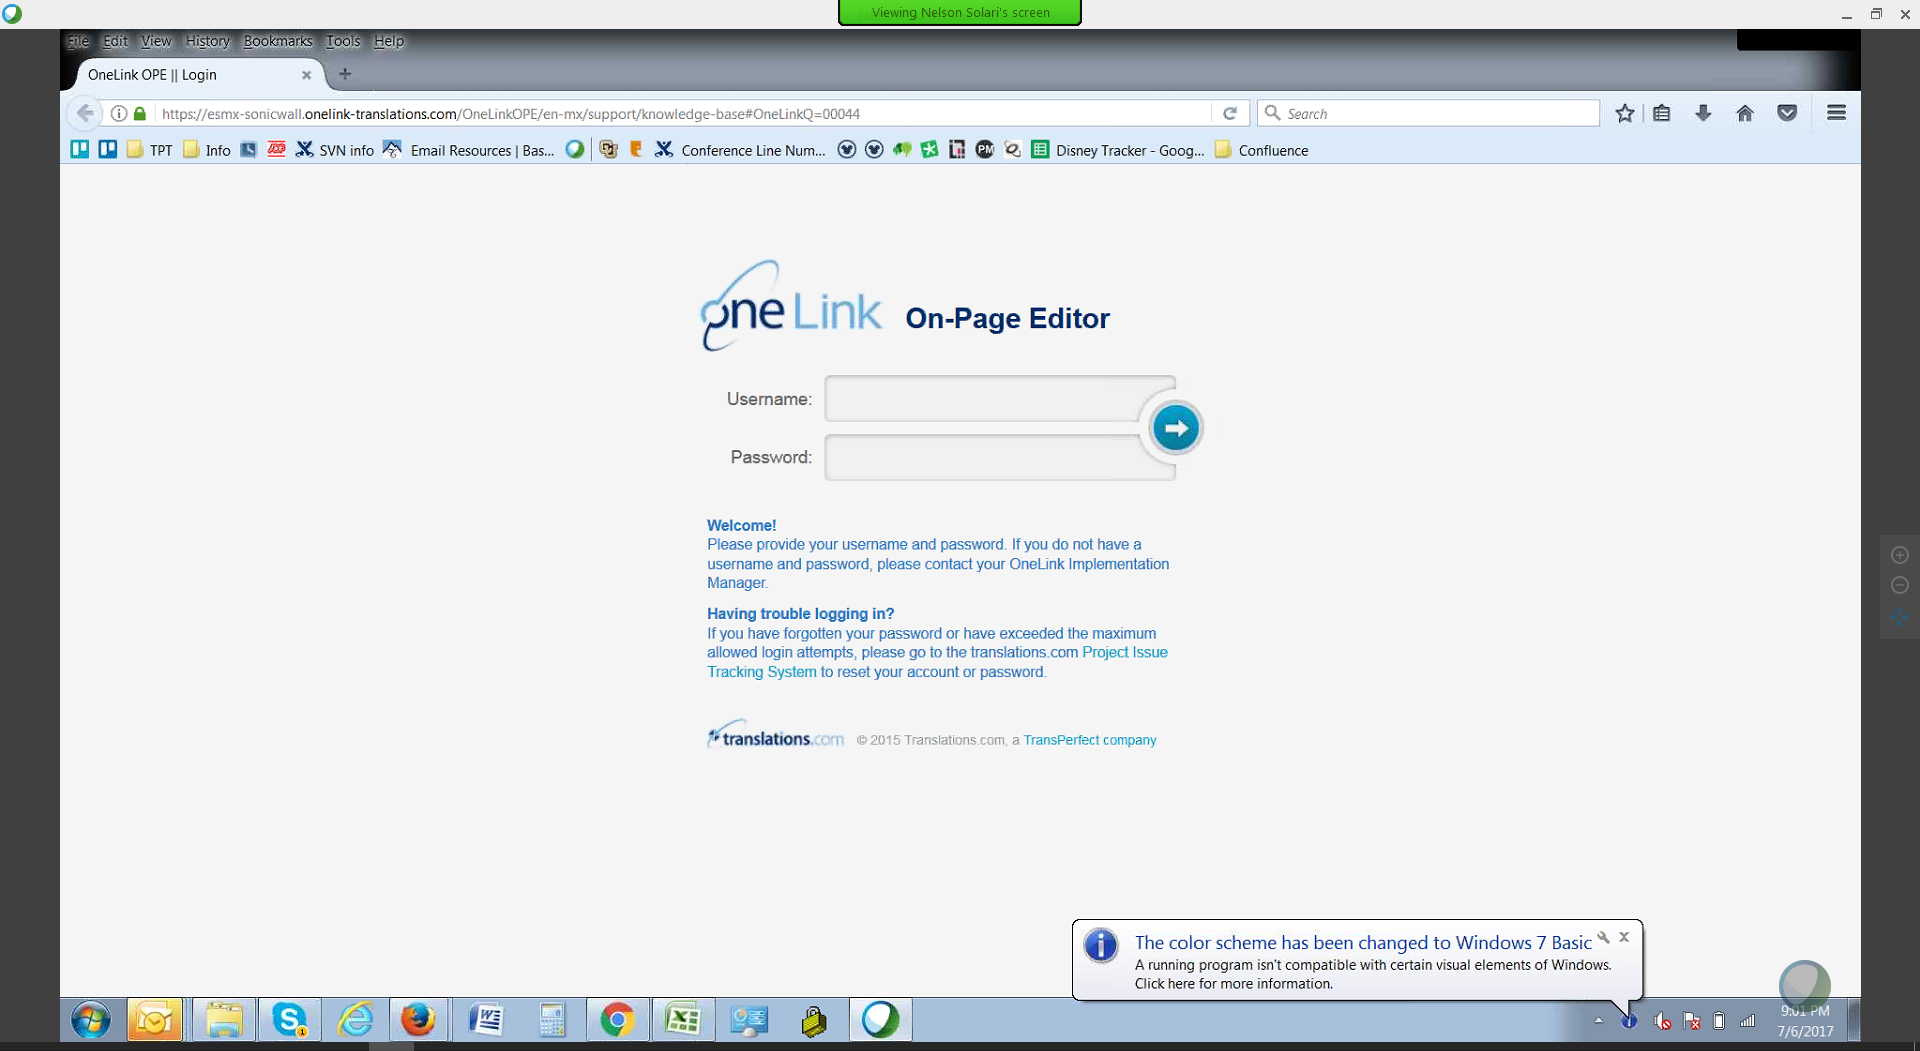 Viewing Nelson Solari's screen
File Edit View History Bookmarks Tools Help
OneLink OPE || Login
https://esmx-sonicwall.onelink-translations.com/OneLinkOPE/en-mx/support/knowledge-base#OneLinkQ=00044
Search
TPT Info SVN info Email Resources | Bas... Conference Line Num... PM Disney Tracker - Goog... Confluence
one Link On-Page Editor
Username:
Password:
Welcome!
Please provide your username and password. If you do not have a
username and password, please contact your OneLink Implementation
Manager.
Having trouble logging in?
If you have forgotten your password or have exceeded the maximum
allowed login attempts, please go to the translations.com Project Issue
Tracking System to reset your account or password.
translations.com © 2015 Translations.com, a TransPerfect company
The color scheme has been changed to Windows 7 Basic
A running program isn't compatible with certain visual elements of Windows.
Click here for more information.
9:01 PM
7/6/2017